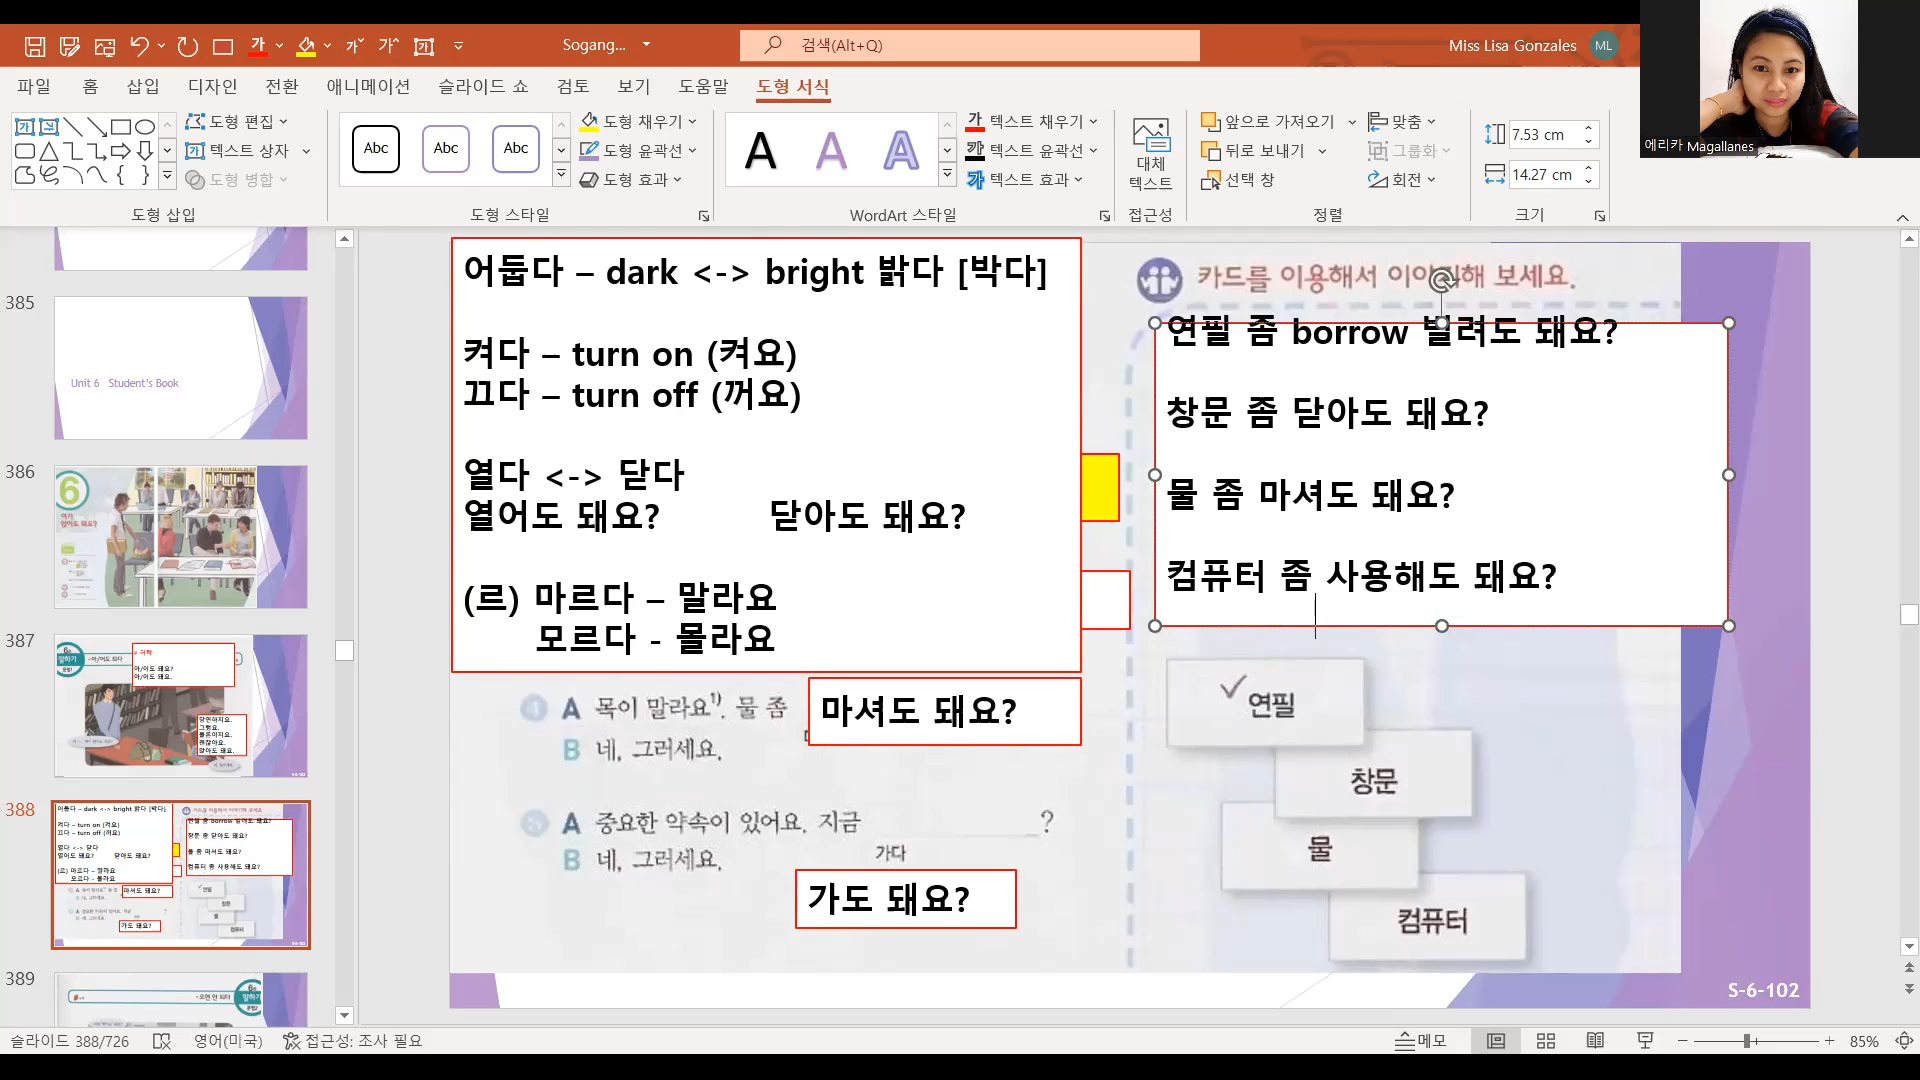 Sogang...
검색(Alt+Q)
Miss Lisa Gonzales
ML
파일
홈
삽입
디자인
전환
애니메이션
슬라이드 쇼
검토
보기
도움말
도형 서식
도형 편집
텍스트 상자
도형 병합
도형 삽입
Abc
Abc
Abc
도형 채우기
도형 윤곽선
도형 효과
도형 스타일
A
A
A
텍스트 채우기
텍스트 윤곽선
텍스트 효과
WordArt 스타일
대체
텍스트
접근성
앞으로 가져오기
뒤로 보내기
선택 창
맞춤
그룹화
회전
정렬
7.53 cm
14.27 cm
크기
에리카 Magallanes
385
Unit 6 Student's Book
386
6
387
388
389
어둡다 – dark <-> bright 밝다 [박다]
켜다 – turn on (켜요)
끄다 – turn off (꺼요)
열다 <-> 닫다
열어도 돼요? 닫아도 돼요?
(르) 마르다 – 말라요
모르다 - 몰라요
4 A 목이 말라요¹⁾. 물 좀
마셔도 돼요?
B 네, 그러세요.
5 A 중요한 약속이 있어요. 지금 ?
가다
B 네, 그러세요.
가도 돼요?
카드를 이용해서 이야기해 보세요.
연필 좀 borrow 빌려도 돼요?
창문 좀 닫아도 돼요?
물 좀 마셔도 돼요?
컴퓨터 좀 사용해도 돼요?
연필
창문
물
컴퓨터
S-6-102
슬라이드 388/726
영어(미국)
접근성: 조사 필요
메모
85%